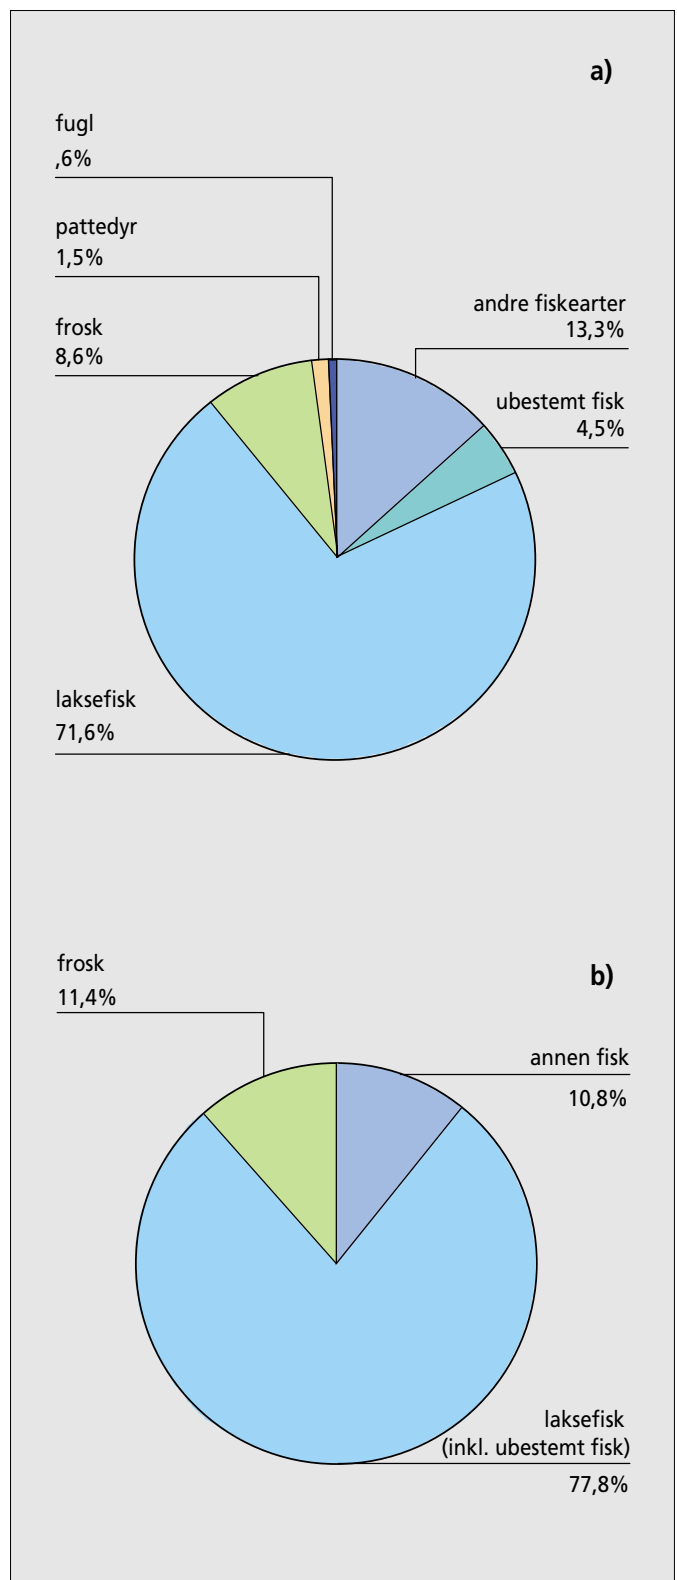 a)
fugl
,6%
pattedyr
1,5%
frosk
8,6%
andre fiskearter
13,3%
ubestemt fisk
4,5%
laksefisk
71,6%
b)
frosk
11,4%
annen fisk
10,8%
laksefisk
(inkl. ubestemt fisk)
77,8%